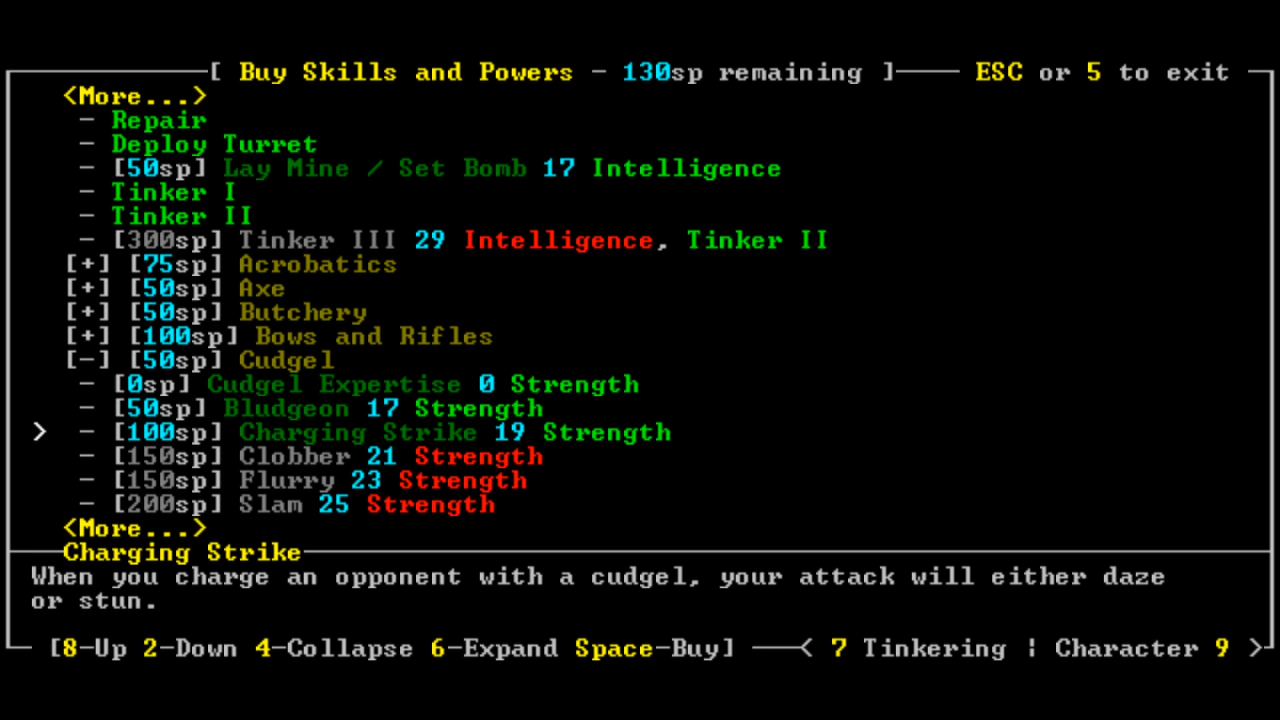 [ Buy Skills and Powers - 130sp remaining ] ESC or 5 to exit
<More...>
- Repair
- Deploy Turret
- [50sp] Lay Mine / Set Bomb 17 Intelligence
- Tinker I
- Tinker II
- [300sp] Tinker III 29 Intelligence, Tinker II
[+] [75sp] Acrobatics
[+] [50sp] Axe
[+] [50sp] Butchery
[+] [100sp] Bows and Rifles
[-] [50sp] Cudgel
- [0sp] Cudgel Expertise 0 Strength
- [50sp] Bludgeon 17 Strength
> - [100sp] Charging Strike 19 Strength
- [150sp] Clobber 21 Strength
- [150sp] Flurry 23 Strength
- [200sp] Slam 25 Strength
<More...>
Charging Strike
When you charge an opponent with a cudgel, your attack will either daze
or stun.
[8-Up 2-Down 4-Collapse 6-Expand Space-Buy] < 7 Tinkering | Character 9 >